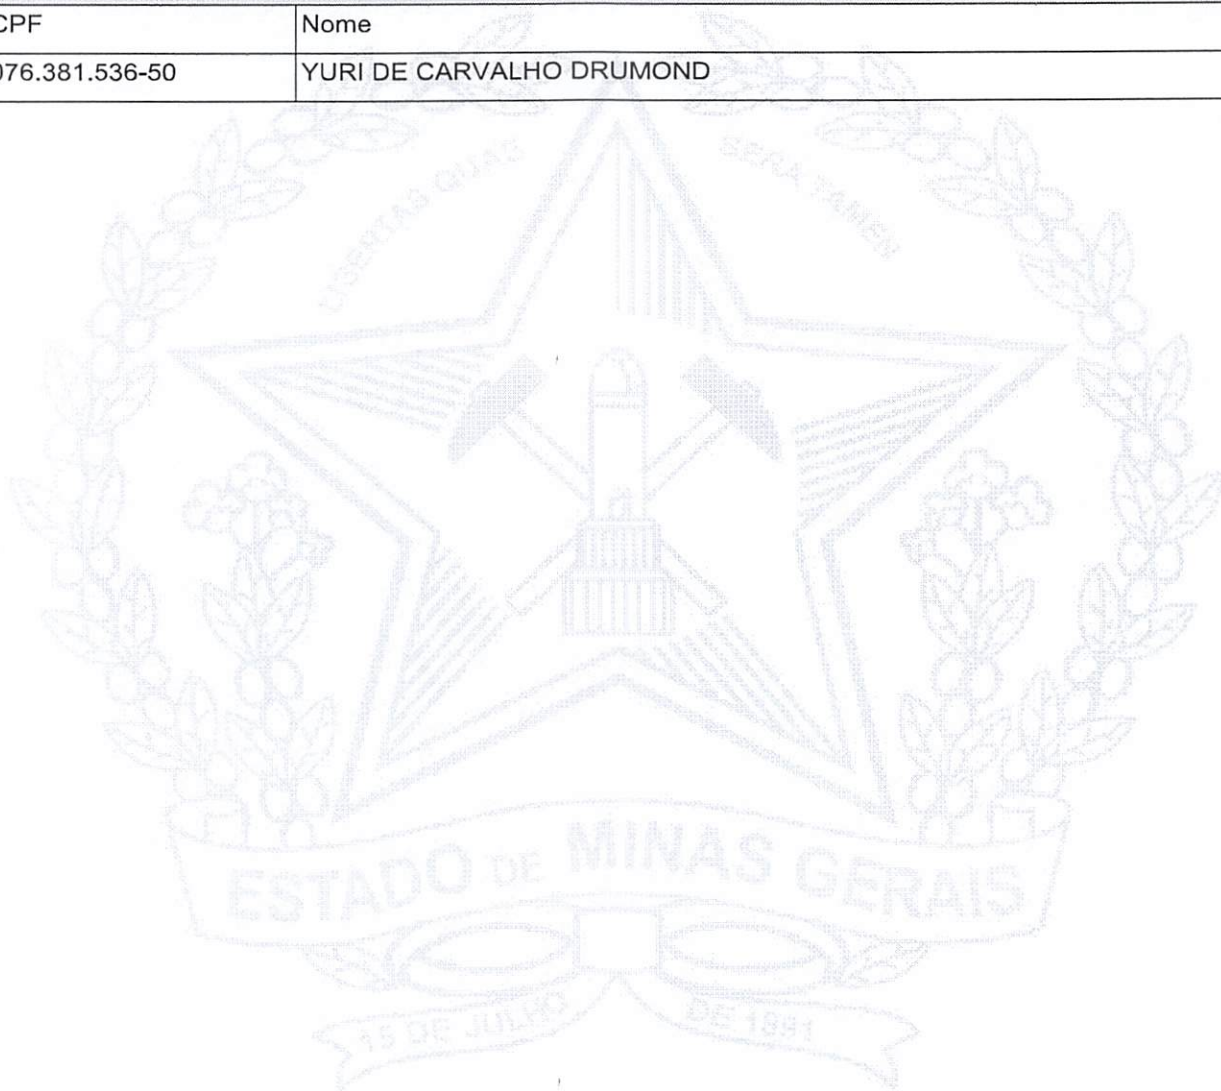 CPF Nome
076.381.536-50 YURI DE CARVALHO DRUMOND
LIBERTAS QUAE SERA TAMEN
ESTADO DE MINAS GERAIS
15 DE JULHO DE 1891